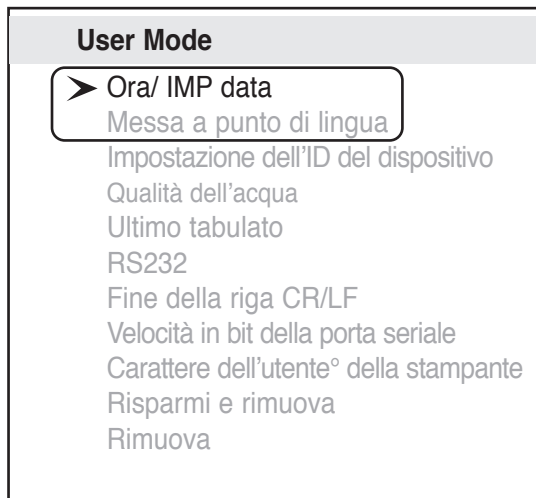 User Mode
➤ Ora/ IMP data
Messa a punto di lingua
Impostazione dell'ID del dispositivo
Qualità dell'acqua
Ultimo tabulato
RS232
Fine della riga CR/LF
Velocità in bit della porta seriale
Carattere dell'utente° della stampante
Risparmi e rimuova
Rimuova